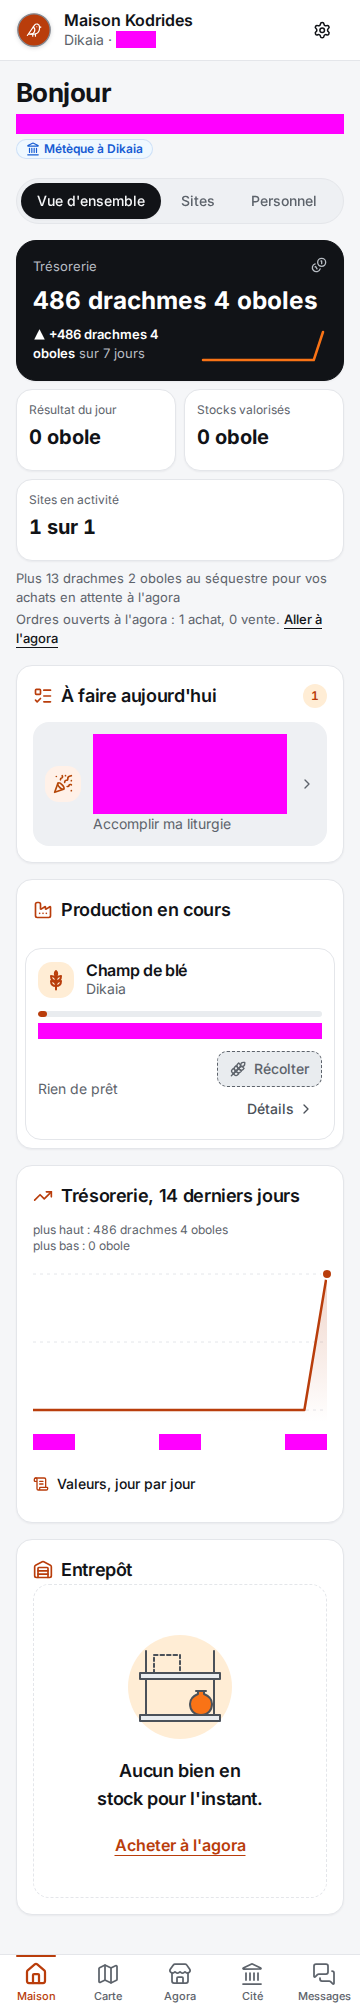 Maison Kodrides
Dikaia ·
Bonjour
Métèque à Dikaia
Vue d'ensemble
Sites
Personnel
Trésorerie
486 drachmes 4 oboles
▲ +486 drachmes 4
oboles sur 7 jours
Résultat du jour
0 obole
Stocks valorisés
0 obole
Sites en activité
1 sur 1
Plus 13 drachmes 2 oboles au séquestre pour vos
achats en attente à l'agora
Ordres ouverts à l'agora : 1 achat, 0 vente. Aller à
l'agora
À faire aujourd'hui
1
Accomplir ma liturgie
Production en cours
Champ de blé
Dikaia
Rien de prêt
Récolter
Détails
Trésorerie, 14 derniers jours
plus haut : 486 drachmes 4 oboles
plus bas : 0 obole
Valeurs, jour par jour
Entrepôt
Aucun bien en
stock pour l'instant.
Acheter à l'agora
Maison
Carte
Agora
Cité
Messages